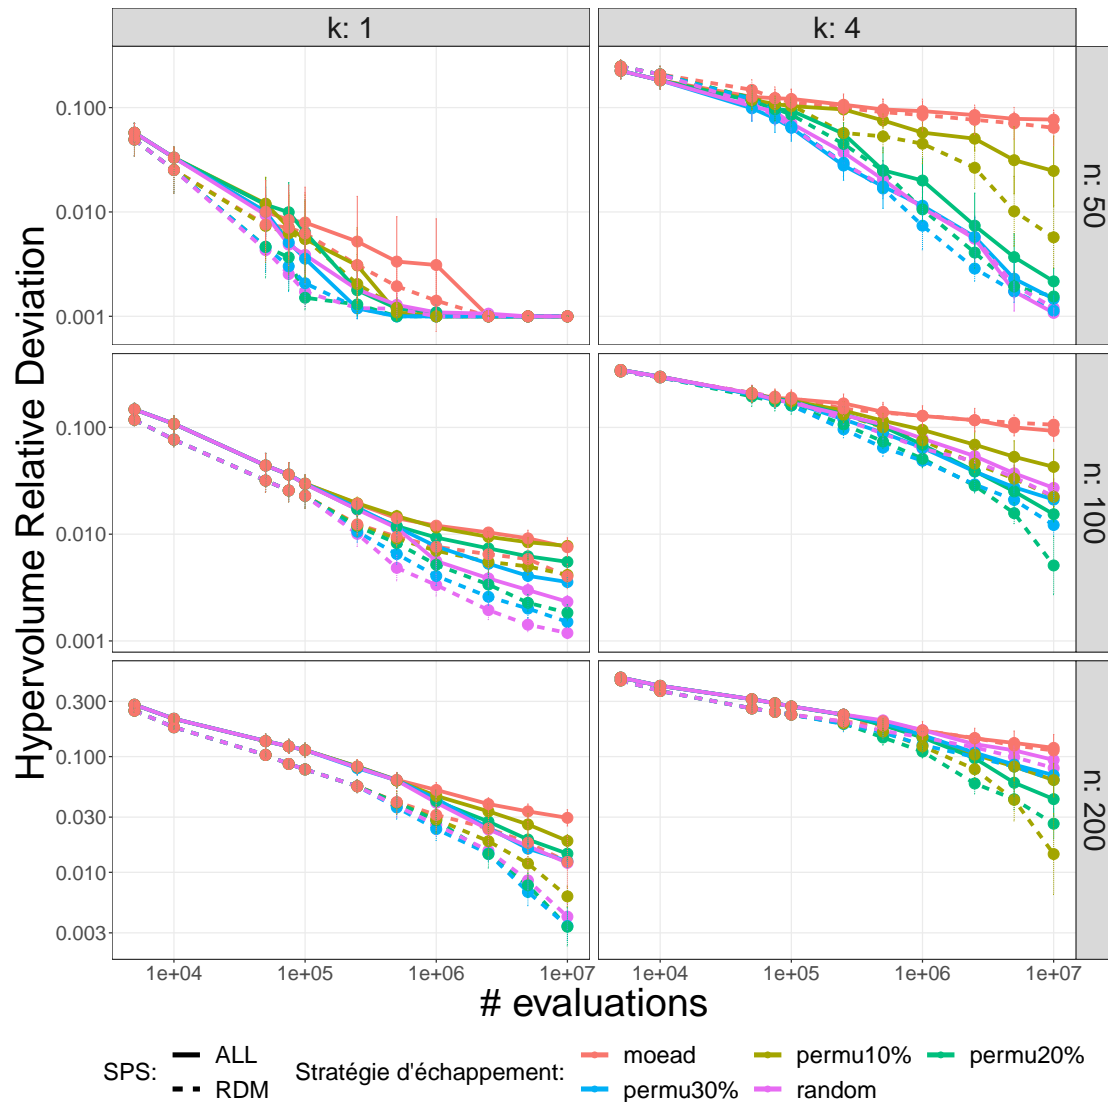 k: 1
k: 4
0.100
0.010
0.001
n: 50
0.100
0.010
0.001
n: 100
0.300
0.100
0.030
0.010
0.003
n: 200
Hypervolume Relative Deviation
1e+04 1e+05 1e+06 1e+07 1e+04 1e+05 1e+06 1e+07
# evaluations
SPS: ALL RDM
Stratégie d'échappement: moead permu10% permu20%
permu30% random